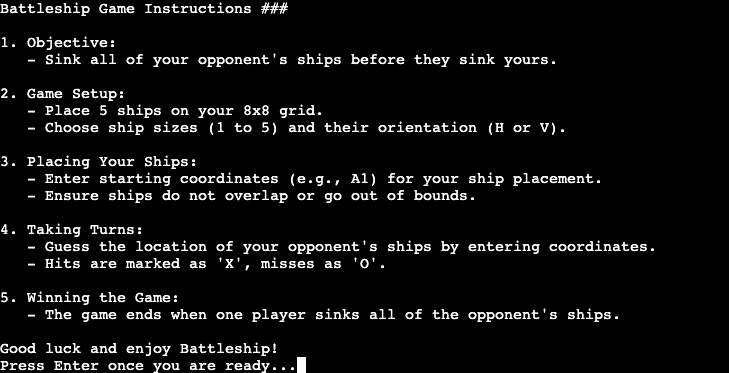 Battleship Game Instructions ###
1. Objective:
- Sink all of your opponent's ships before they sink yours.
2. Game Setup:
- Place 5 ships on your 8x8 grid.
- Choose ship sizes (1 to 5) and their orientation (H or V).
3. Placing Your Ships:
- Enter starting coordinates (e.g., A1) for your ship placement.
- Ensure ships do not overlap or go out of bounds.
4. Taking Turns:
- Guess the location of your opponent's ships by entering coordinates.
- Hits are marked as 'X', misses as 'O'.
5. Winning the Game:
- The game ends when one player sinks all of the opponent's ships.
Good luck and enjoy Battleship!
Press Enter once you are ready...